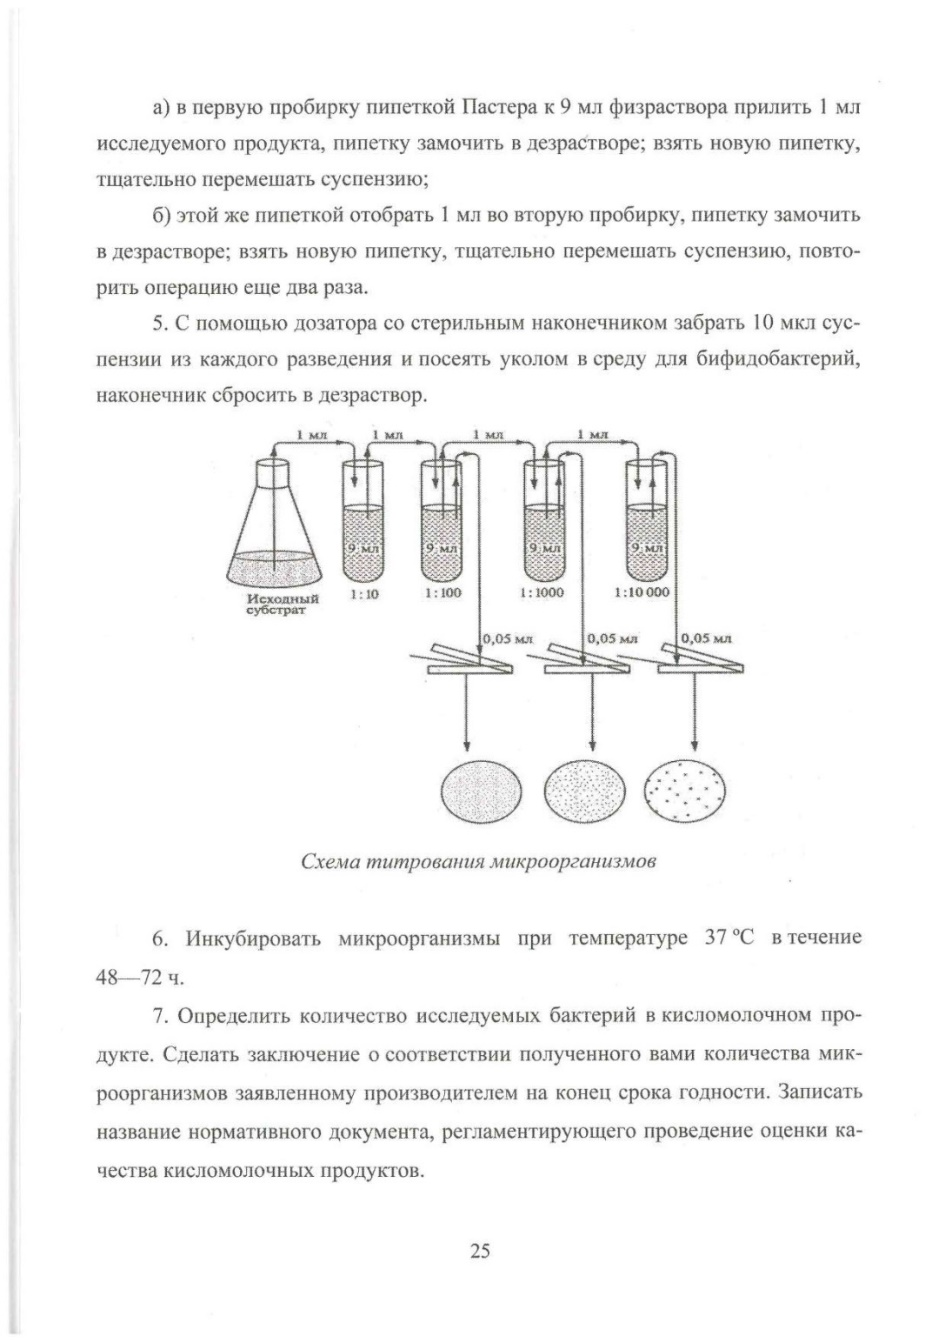 а) в первую пробирку пипеткой Пастера к 9 мл физраствора прилить 1 мл
исследуемого продукта, пипетку замочить в дезрастворе; взять новую пипетку,
тщательно перемешать суспензию;
б) этой же пипеткой отобрать 1 мл во вторую пробирку, пипетку замочить
в дезрастворе; взять новую пипетку, тщательно перемешать суспензию, повто-
рить операцию еще два раза.
5. С помощью дозатора со стерильным наконечником забрать 10 мкл сус-
пензии из каждого разведения и посеять уколом в среду для бифидобактерий,
наконечник сбросить в дезраствор.
1 мл 1 мл 1 мл 1 мл
9 мл 9 мл 9 мл 9 мл
Исходный
субстрат
1:10 1:100 1:1000 1:10 000
0,05 мл 0,05 мл 0,05 мл
Схема титрования микроорганизмов
6. Инкубировать микроорганизмы при температуре 37 °С в течение
48—72 ч.
7. Определить количество исследуемых бактерий в кисломолочном про-
дукте. Сделать заключение о соответствии полученного вами количества мик-
роорганизмов заявленному производителем на конец срока годности. Записать
название нормативного документа, регламентирующего проведение оценки ка-
чества кисломолочных продуктов.
25